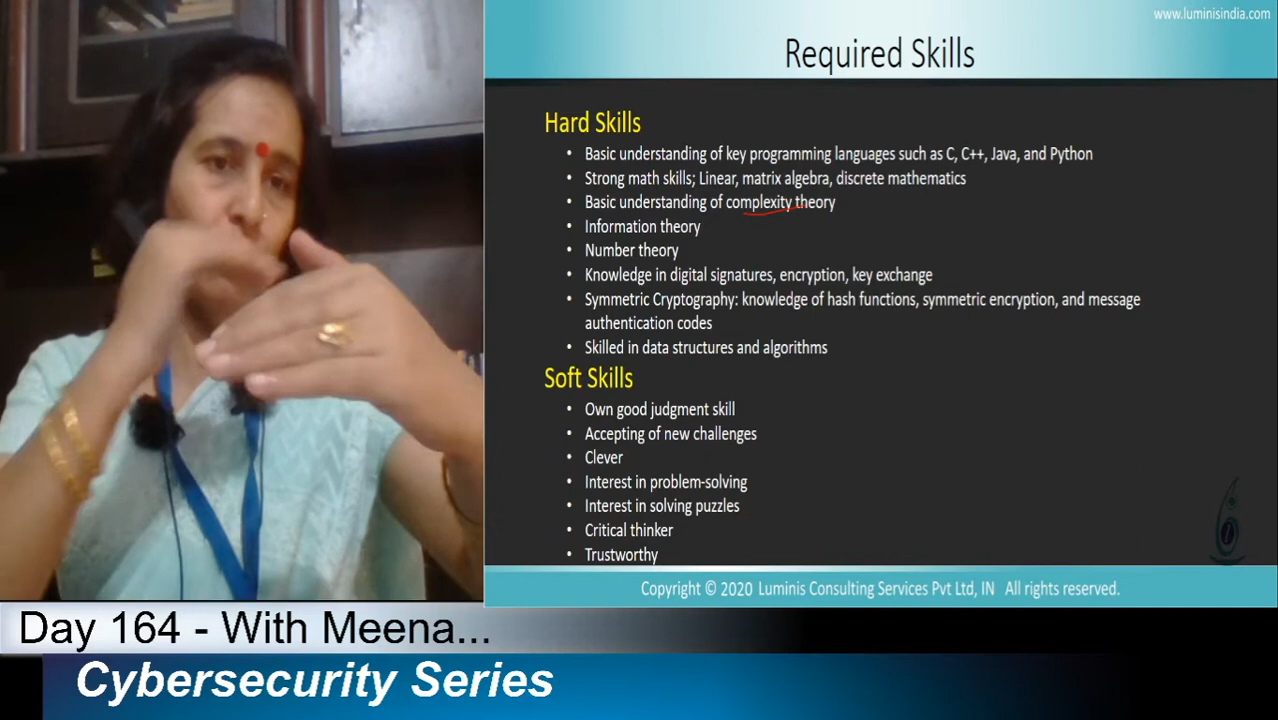 www.luminisindia.com
Required Skills
Hard Skills
• Basic understanding of key programming languages such as C, C++, Java, and Python
• Strong math skills; Linear, matrix algebra, discrete mathematics
• Basic understanding of complexity theory
• Information theory
• Number theory
• Knowledge in digital signatures, encryption, key exchange
• Symmetric Cryptography: knowledge of hash functions, symmetric encryption, and message
authentication codes
• Skilled in data structures and algorithms
Soft Skills
• Own good judgment skill
• Accepting of new challenges
• Clever
• Interest in problem-solving
• Interest in solving puzzles
• Critical thinker
• Trustworthy
Copyright © 2020 Luminis Consulting Services Pvt Ltd, IN All rights reserved.
Day 164 - With Meena...
Cybersecurity Series